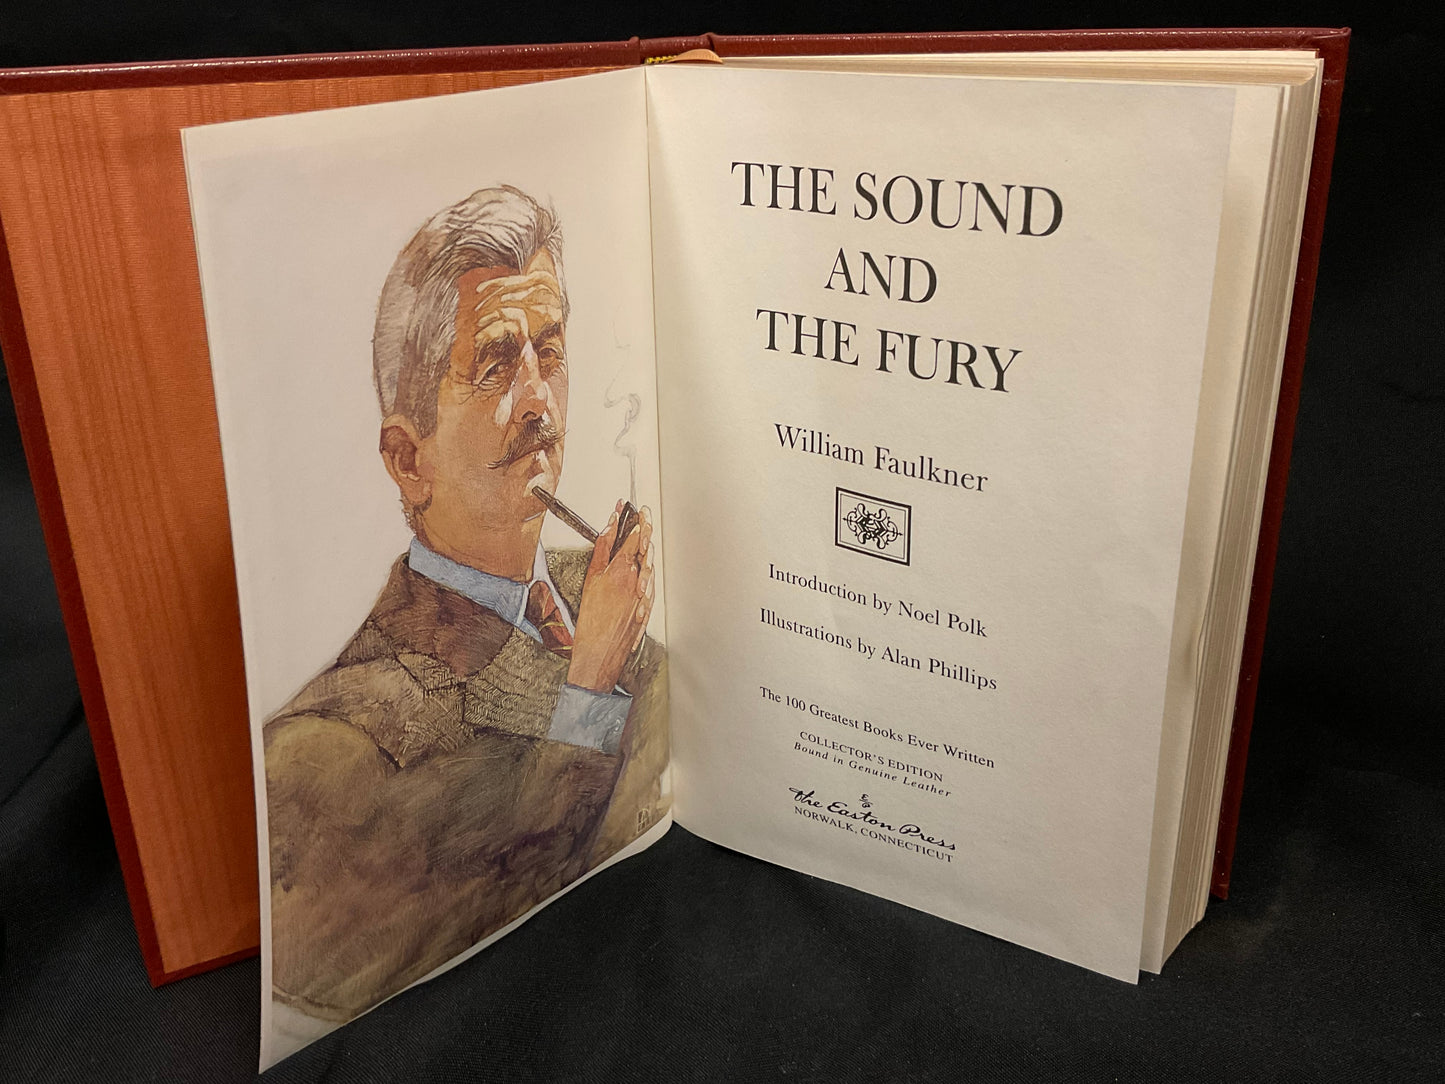 THE SOUND
AND
THE FURY
William Faulkner
Introduction by Noel Polk
Illustrations by Alan Phillips
The 100 Greatest Books Ever Written
COLLECTOR'S EDITION
Bound in Genuine Leather
The Easton Press
NORWALK, CONNECTICUT